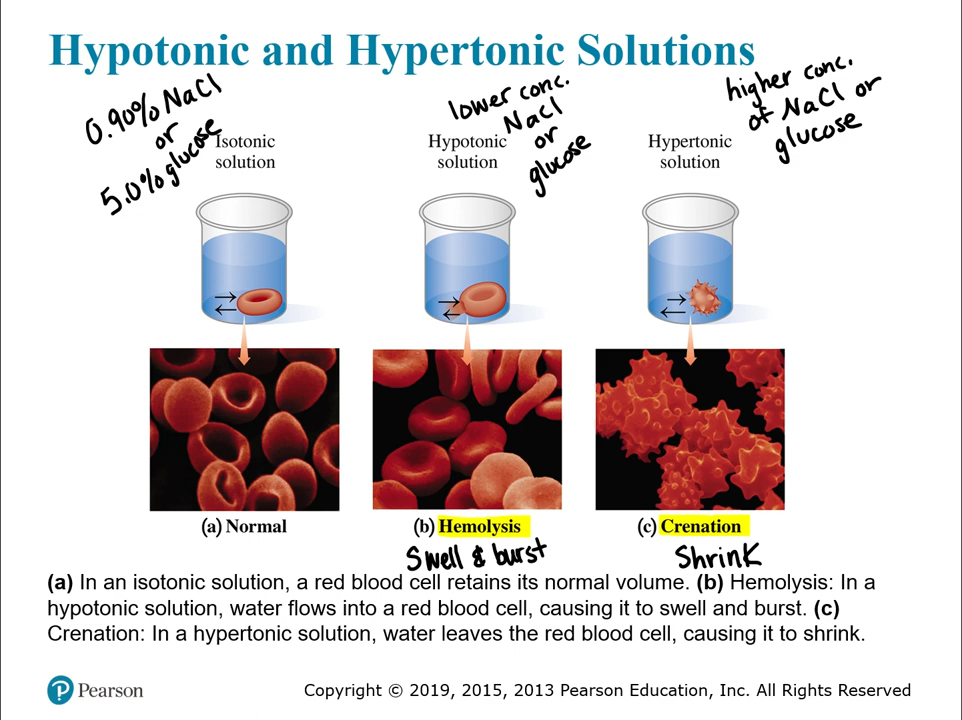 Hypotonic and Hypertonic Solutions
0.90% NaCl
or
5.0% glucose
Isotonic
solution
lower conc.
NaCl
or
glucose
Hypotonic
solution
higher conc.
of NaCl or
glucose
Hypertonic
solution
(a) Normal
(b) Hemolysis
(c) Crenation
Swell & burst
Shrink
(a) In an isotonic solution, a red blood cell retains its normal volume. (b) Hemolysis: In a
hypotonic solution, water flows into a red blood cell, causing it to swell and burst. (c)
Crenation: In a hypertonic solution, water leaves the red blood cell, causing it to shrink.
P Pearson
Copyright © 2019, 2015, 2013 Pearson Education, Inc. All Rights Reserved